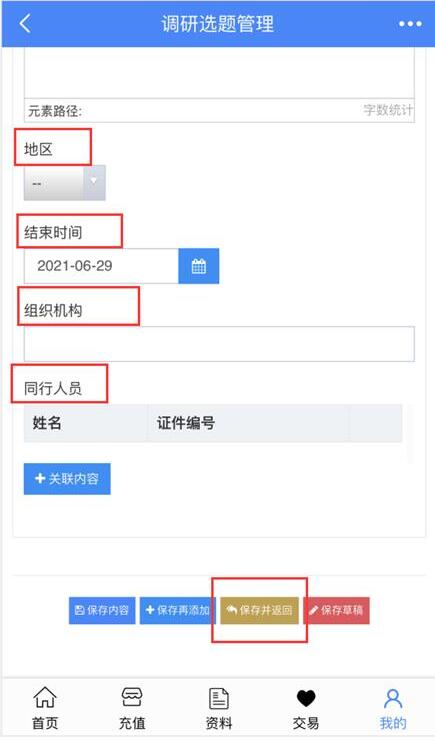 调研选题管理
元素路径: 字数统计
地区
--
结束时间
2021-06-29
组织机构
同行人员
姓名 证件编号
+ 关联内容
保存内容 + 保存再添加 保存并返回 保存草稿
首页 充值 资料 交易 我的